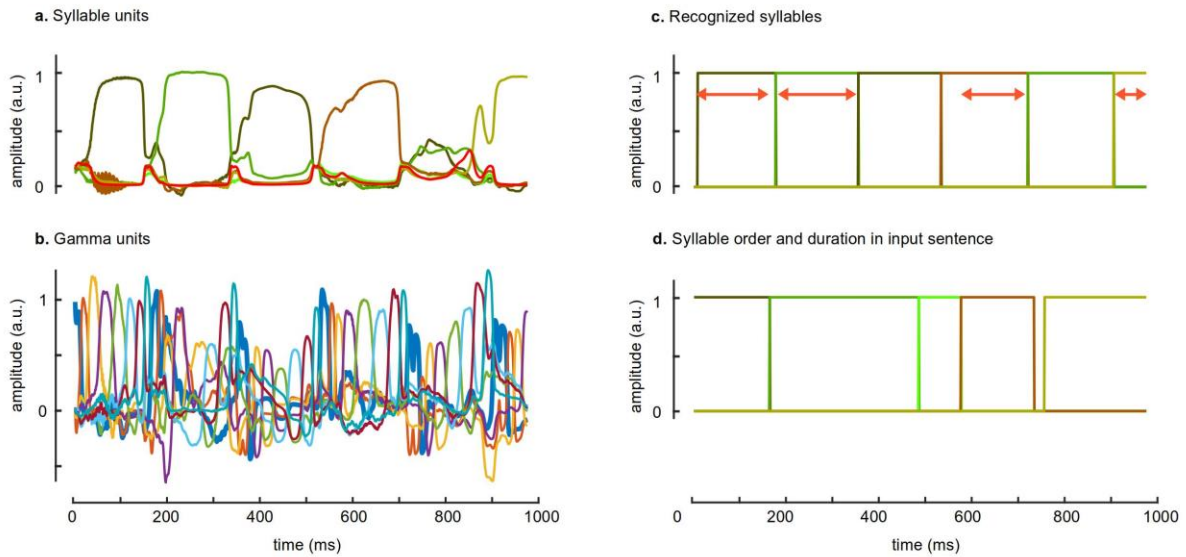 a. Syllable units
amplitude (a.u.)
1
0
b. Gamma units
amplitude (a.u.)
1
0
0
200
400
600
800
1000
time (ms)
c. Recognized syllables
amplitude (a.u.)
1
0
d. Syllable order and duration in input sentence
amplitude (a.u.)
1
0
0
200
400
600
800
1000
time (ms)